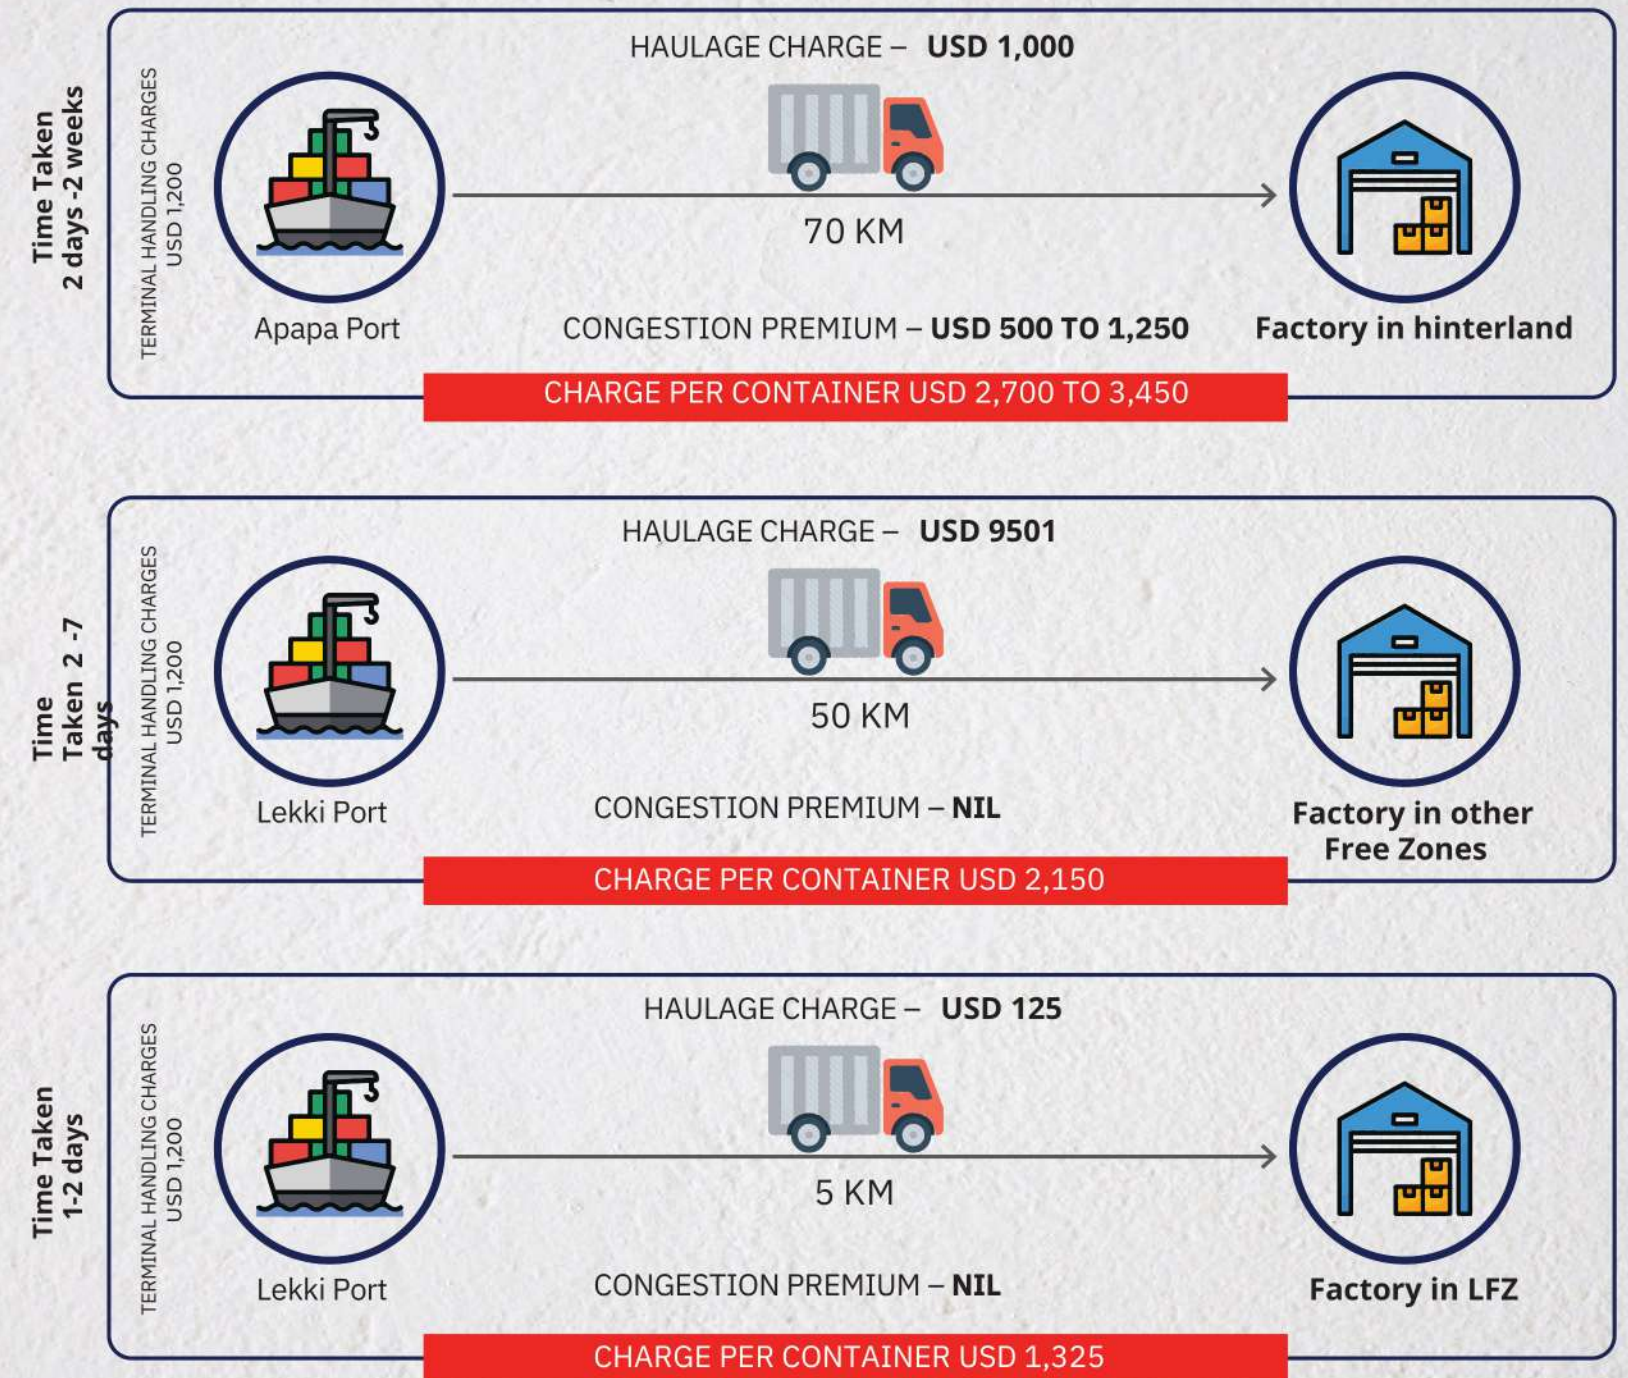 Time Taken
2 days -2 weeks
TERMINAL HANDLING CHARGES
USD 1,200
HAULAGE CHARGE – USD 1,000
70 KM
Apapa Port
CONGESTION PREMIUM – USD 500 TO 1,250
Factory in hinterland
CHARGE PER CONTAINER USD 2,700 TO 3,450
Time
Taken 2 -7
days
TERMINAL HANDLING CHARGES
USD 1,200
HAULAGE CHARGE – USD 9501
50 KM
Lekki Port
CONGESTION PREMIUM – NIL
Factory in other
Free Zones
CHARGE PER CONTAINER USD 2,150
Time Taken
1-2 days
TERMINAL HANDLING CHARGES
USD 1,200
HAULAGE CHARGE – USD 125
5 KM
Lekki Port
CONGESTION PREMIUM – NIL
Factory in LFZ
CHARGE PER CONTAINER USD 1,325